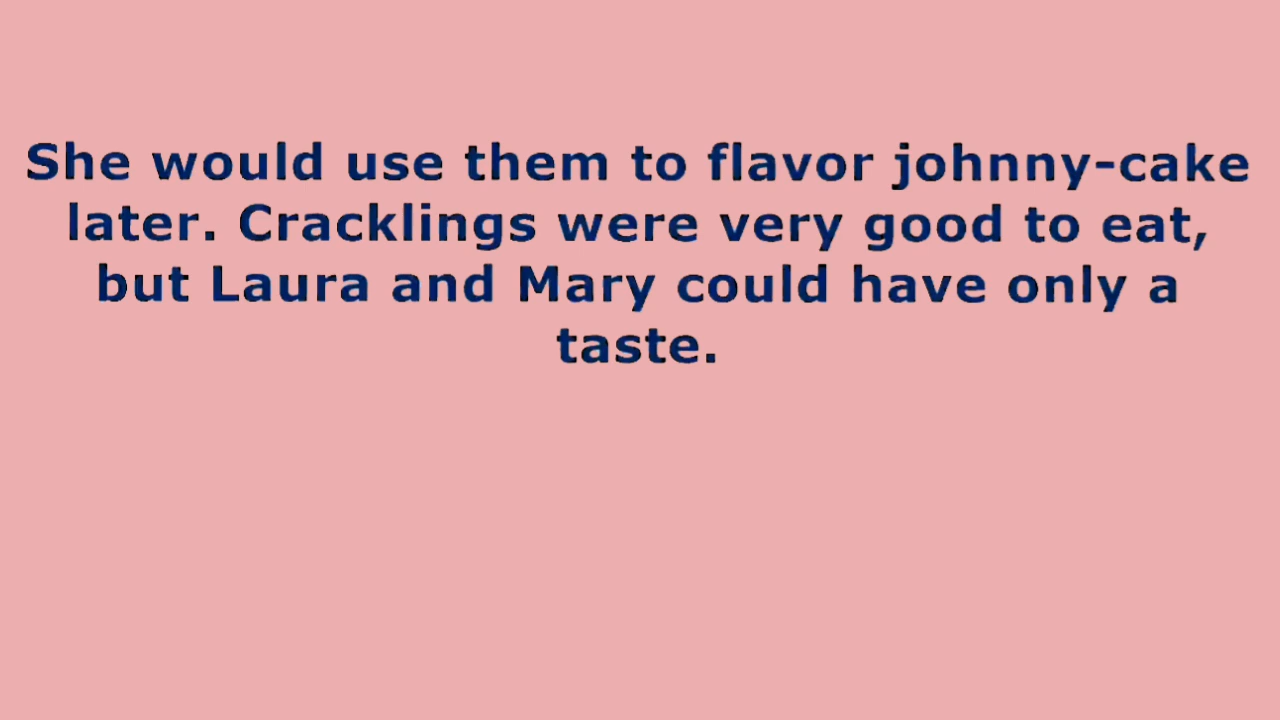 She would use them to flavor johnny-cake
later. Cracklings were very good to eat,
but Laura and Mary could have only a
taste.